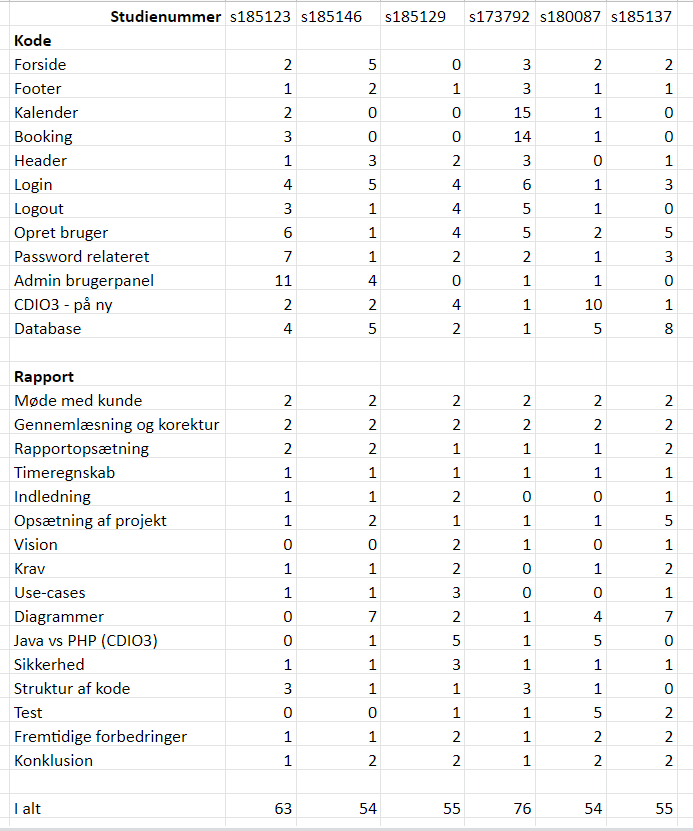 Studienummer s185123 s185146 s185129 s173792 s180087 s185137
Kode
Forside 2 5 0 3 2 2
Footer 1 2 1 3 1 1
Kalender 2 0 0 15 1 0
Booking 3 0 0 14 1 0
Header 1 3 2 3 0 1
Login 4 5 4 6 1 3
Logout 3 1 4 5 1 0
Opret bruger 6 1 4 5 2 5
Password relateret 7 1 2 2 1 3
Admin brugerpanel 11 4 0 1 1 0
CDIO3 - på ny 2 2 4 1 10 1
Database 4 5 2 1 5 8
Rapport
Møde med kunde 2 2 2 2 2 2
Gennemlæsning og korektur 2 2 2 2 2 2
Rapportopsætning 2 2 1 1 1 2
Timeregnskab 1 1 1 1 1 1
Indledning 1 1 2 0 0 1
Opsætning af projekt 1 2 1 1 1 5
Vision 0 0 2 1 0 1
Krav 1 1 2 0 1 2
Use-cases 1 1 3 0 0 1
Diagrammer 0 7 2 1 4 7
Java vs PHP (CDIO3) 0 1 5 1 5 0
Sikkerhed 1 1 3 1 1 1
Struktur af kode 3 1 1 3 1 0
Test 0 0 1 1 5 2
Fremtidige forbedringer 1 1 2 1 2 2
Konklusion 1 2 2 1 2 2
I alt 63 54 55 76 54 55